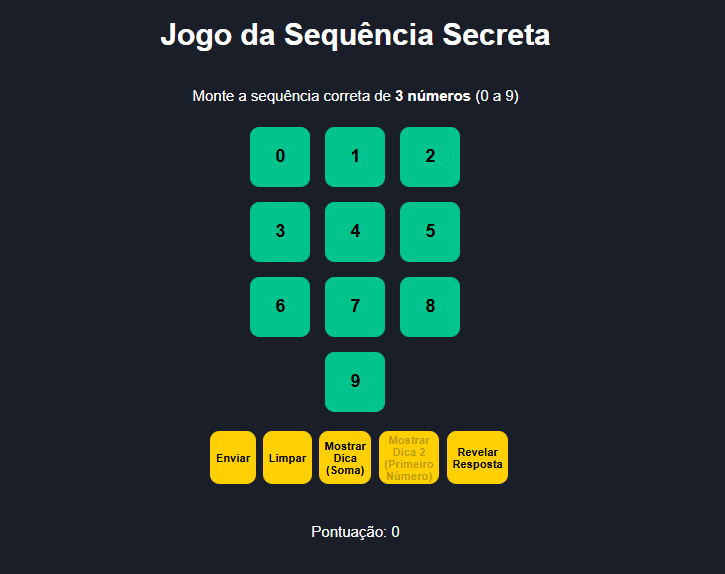 Jogo da Sequência Secreta
Monte a sequência correta de 3 números (0 a 9)
0 1 2
3 4 5
6 7 8
9
Enviar
Limpar
Mostrar
Dica
(Soma)
Mostrar
Dica 2
(Primeiro
Número)
Revelar
Resposta
Pontuação: 0